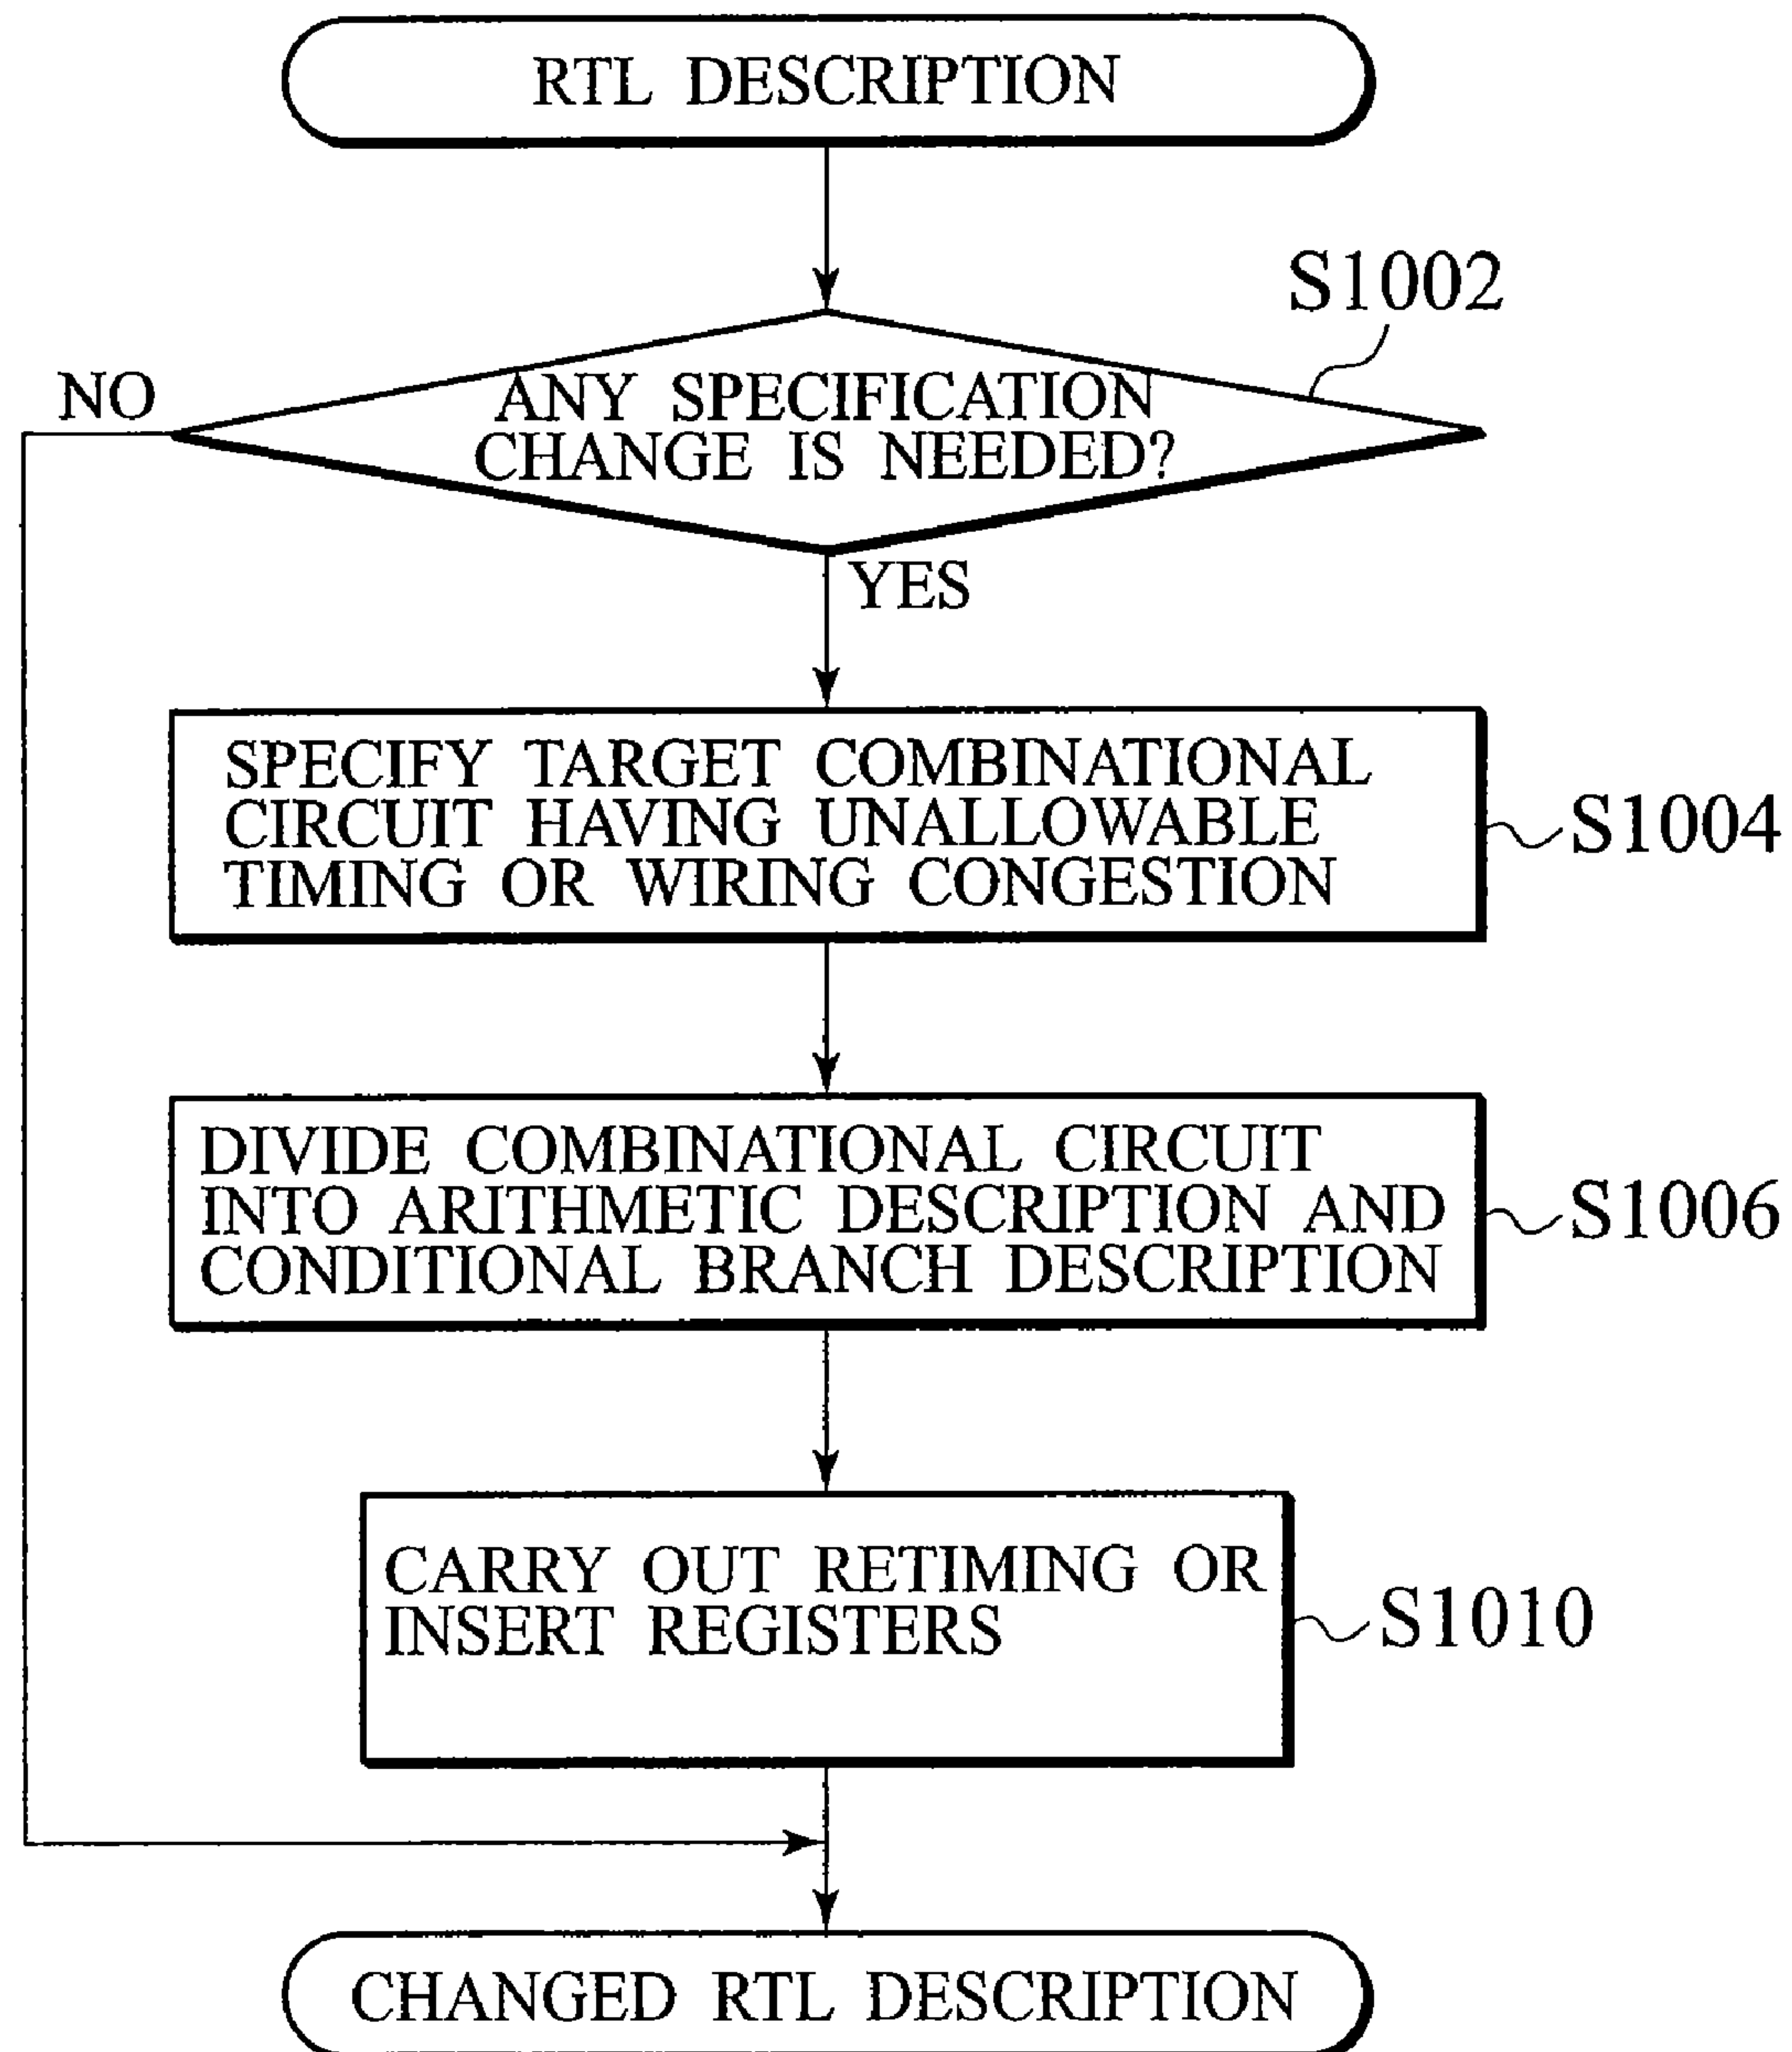 RTL DESCRIPTION
S1002
NO
ANY SPECIFICATION
CHANGE IS NEEDED?
YES
SPECIFY TARGET COMBINATIONAL
CIRCUIT HAVING UNALLOWABLE
TIMING OR WIRING CONGESTION
S1004
DIVIDE COMBINATIONAL CIRCUIT
INTO ARITHMETIC DESCRIPTION AND
CONDITIONAL BRANCH DESCRIPTION
S1006
CARRY OUT RETIMING OR
INSERT REGISTERS
S1010
CHANGED RTL DESCRIPTION